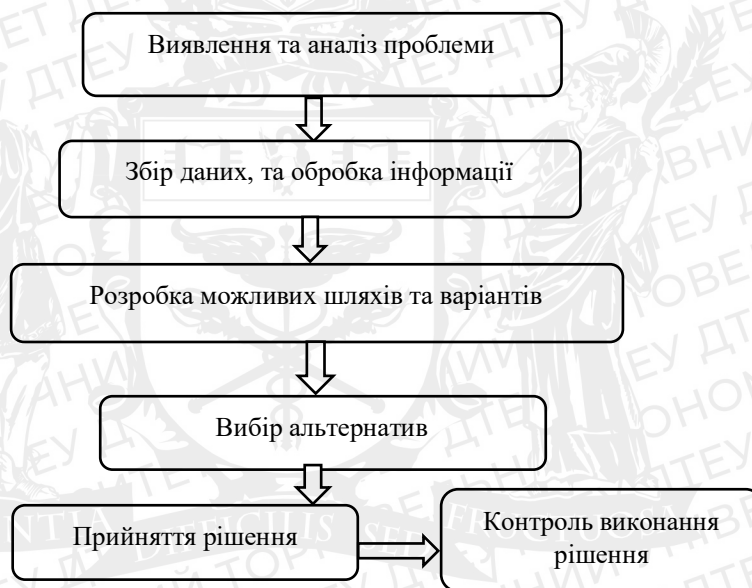 Виявлення та аналіз проблеми
Збір даних, та обробка інформації
Розробка можливих шляхів та варіантів
Вибір альтернатив
Прийняття рішення
Контроль виконання
рішення